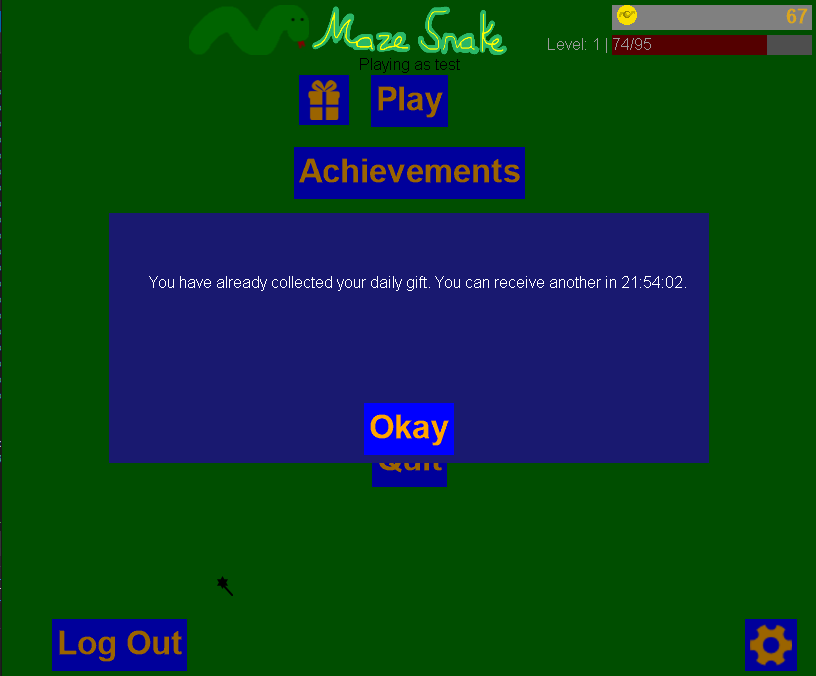 Maze Snake
67
Level: 1 | 74/95
Playing as test
Play
Achievements
You have already collected your daily gift. You can receive another in 21:54:02.
Okay
Quit
Log Out